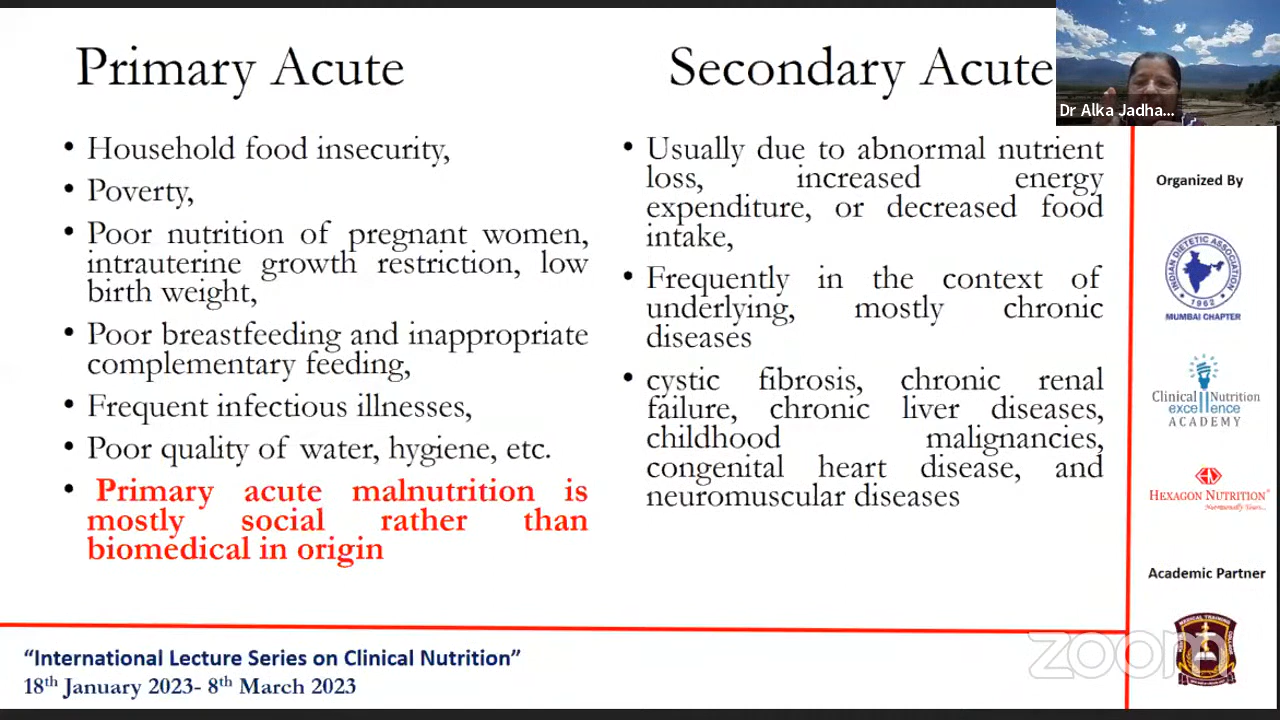 Primary Acute
• Household food insecurity,
• Poverty,
• Poor nutrition of pregnant women,
intrauterine growth restriction, low
birth weight,
• Poor breastfeeding and inappropriate
complementary feeding,
• Frequent infectious illnesses,
• Poor quality of water, hygiene, etc.
• Primary acute malnutrition is
mostly social rather than
biomedical in origin
Secondary Acute
• Usually due to abnormal nutrient
loss, increased energy
expenditure, or decreased food
intake,
• Frequently in the context of
underlying, mostly chronic
diseases
• cystic fibrosis, chronic renal
failure, chronic liver diseases,
childhood malignancies,
congenital heart disease, and
neuromuscular diseases
Dr Alka Jadha...
Organized By
INDIAN DIETETIC ASSOCIATION
• 1962 •
MUMBAI CHAPTER
Clinical Nutrition
excellence
ACADEMY
HEXAGON NUTRITION®
Nutritionally Yours...
Academic Partner
MEDICAL TRAINING
“International Lecture Series on Clinical Nutrition”
18th January 2023- 8th March 2023
zoom